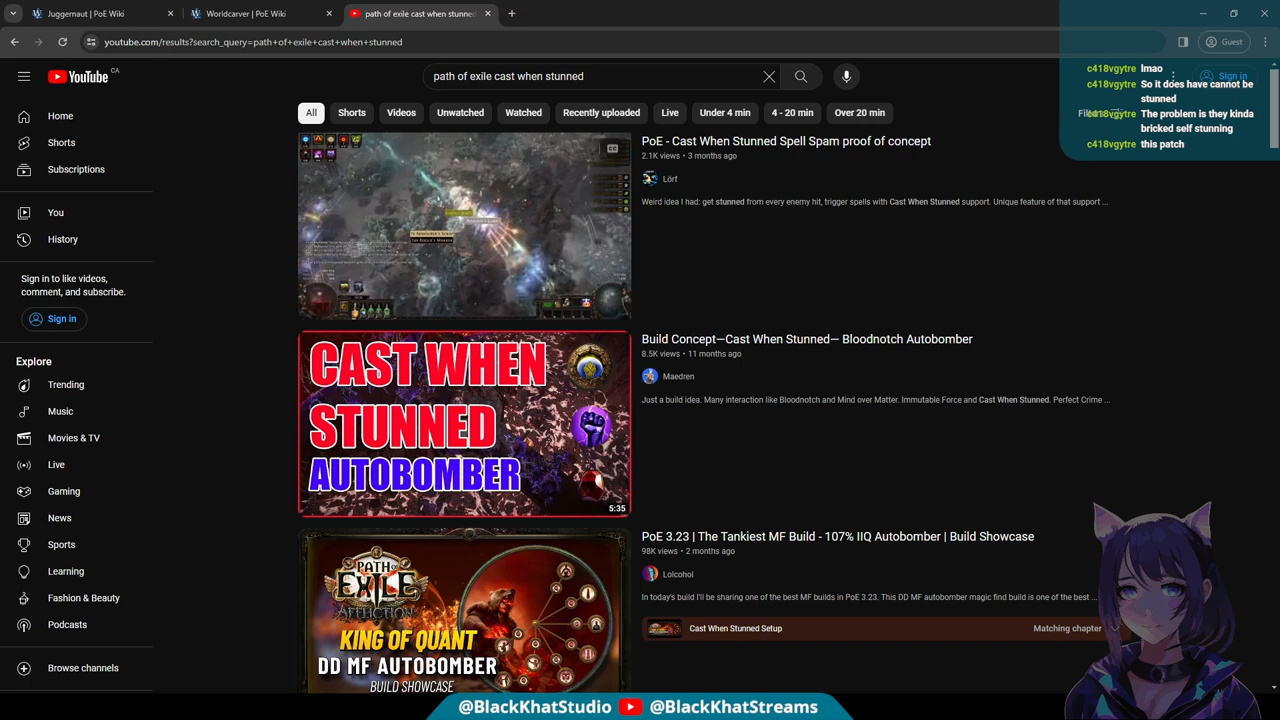 Juggernaut | PoE Wiki
Worldcarver | PoE Wiki
path of exile cast when stunned
youtube.com/results?search_query=path+of+exile+cast+when+stunned
Guest
YouTube CA
path of exile cast when stunned
Sign in
c418vgytre lmao
c418vgytre So it does have cannot be
stunned
c418vgytre The problem is they kinda
bricked self stunning
c418vgytre this patch
All
Shorts
Videos
Unwatched
Watched
Recently uploaded
Live
Under 4 min
4 - 20 min
Over 20 min
Home
Shorts
Subscriptions
You
History
Sign in to like videos,
comment, and subscribe.
Sign in
Explore
Trending
Music
Movies & TV
Live
Gaming
News
Sports
Learning
Fashion & Beauty
Podcasts
Browse channels
CC
PoE - Cast When Stunned Spell Spam proof of concept
2.1K views • 3 months ago
Lörf
Weird idea I had: get stunned from every enemy hit, trigger spells with Cast When Stunned support. Unique feature of that support ...
CAST WHEN
STUNNED
AUTOBOMBER
5:35
Build Concept—Cast When Stunned— Bloodnotch Autobomber
8.5K views • 11 months ago
Maedren
Just a build idea. Many interaction like Bloodnotch and Mind over Matter. Immutable Force and Cast When Stunned. Perfect Crime ...
PATH OF
EXILE
AFFLICTION
KING OF QUANT
DD MF AUTOBOMBER
BUILD SHOWCASE
PoE 3.23 | The Tankiest MF Build - 107% IIQ Autobomber | Build Showcase
98K views • 2 months ago
Lolcohol
In today's build I'll be sharing one of the best MF builds in PoE 3.23. This DD MF autobomber magic find build is one of the best ...
Cast When Stunned Setup
Matching chapter
@BlackKhatStudio @BlackKhatStreams